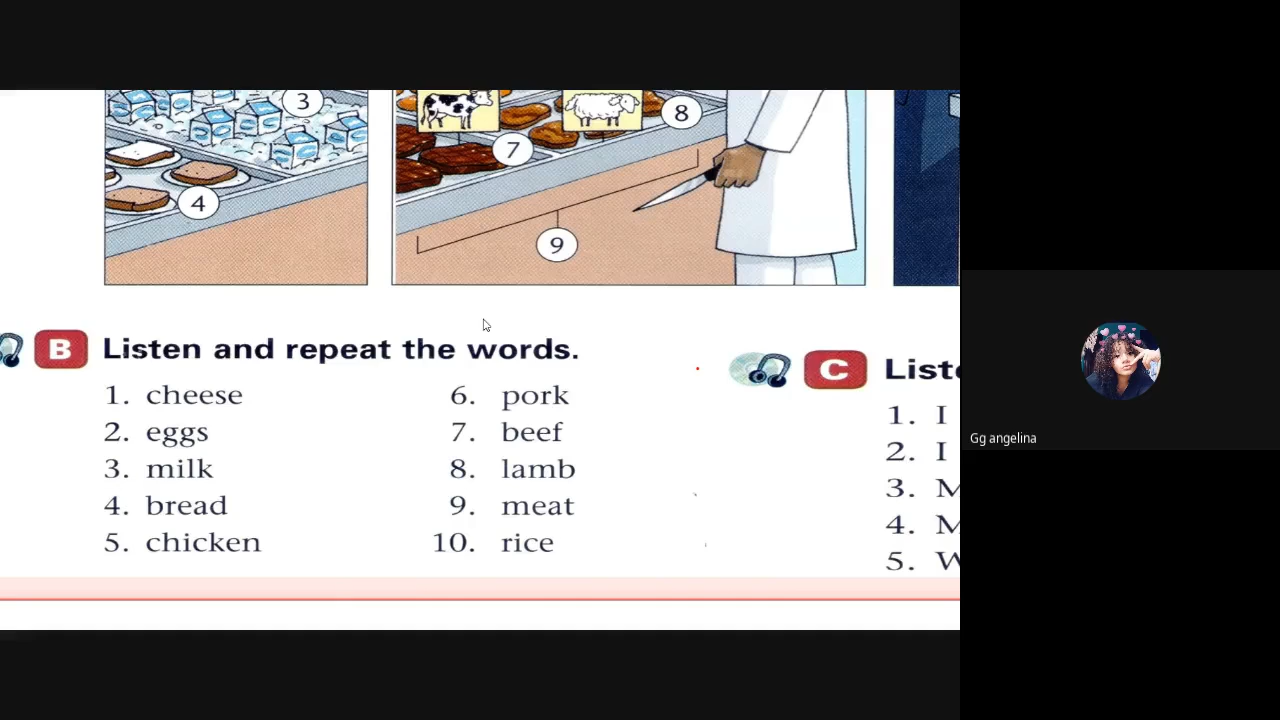 3
8
7
4
9
B Listen and repeat the words.
1. cheese
2. eggs
3. milk
4. bread
5. chicken
6. pork
7. beef
8. lamb
9. meat
10. rice
C
1. I
2. I
3.
4.
5.
Gg angelina